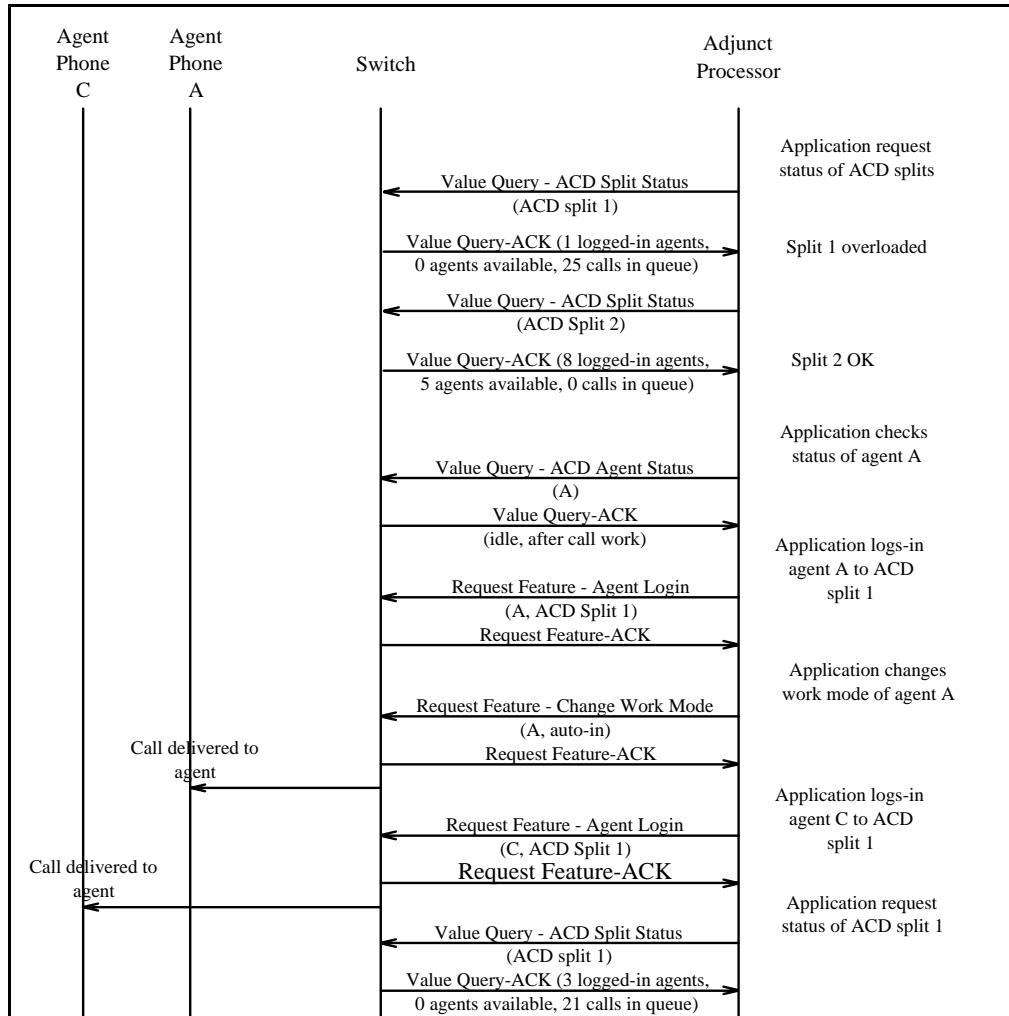 Agent
Phone
C
Agent
Phone
A
Switch
Adjunct
Processor
Application request
status of ACD splits
Value Query - ACD Split Status
(ACD split 1)
Value Query-ACK (1 logged-in agents,
0 agents available, 25 calls in queue)
Split 1 overloaded
Value Query - ACD Split Status
(ACD Split 2)
Value Query-ACK (8 logged-in agents,
5 agents available, 0 calls in queue)
Split 2 OK
Application checks
status of agent A
Value Query - ACD Agent Status
(A)
Value Query-ACK
(idle, after call work)
Application logs-in
agent A to ACD
split 1
Request Feature - Agent Login
(A, ACD Split 1)
Request Feature-ACK
Application changes
work mode of agent A
Request Feature - Change Work Mode
(A, auto-in)
Request Feature-ACK
Call delivered to
agent
Application logs-in
agent C to ACD
split 1
Request Feature - Agent Login
(C, ACD Split 1)
Request Feature-ACK
Call delivered to
agent
Application request
status of ACD split 1
Value Query - ACD Split Status
(ACD split 1)
Value Query-ACK (3 logged-in agents,
0 agents available, 21 calls in queue)